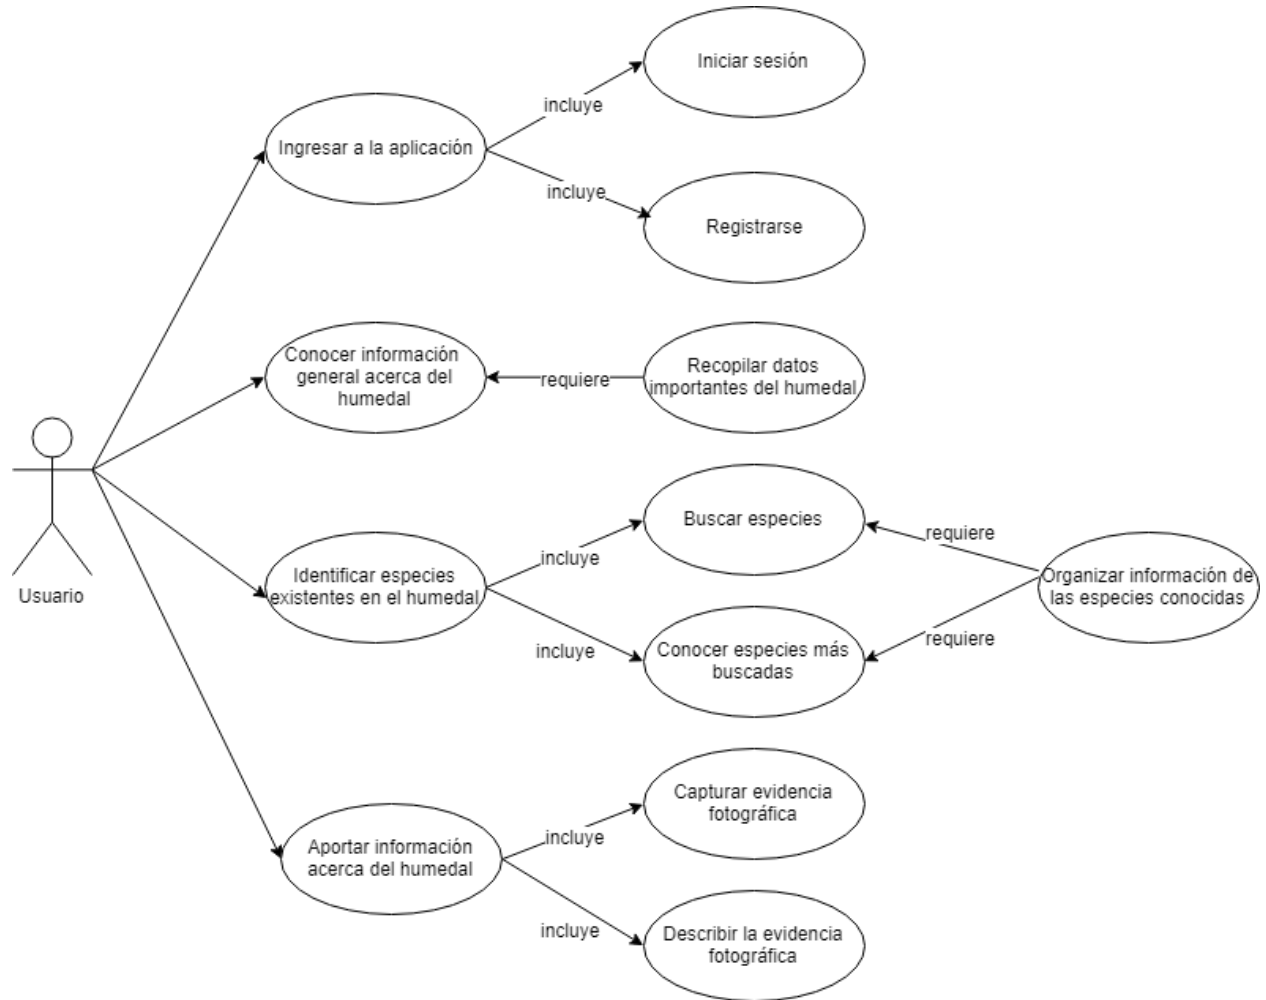 Iniciar sesión
incluye
Ingresar a la aplicación
incluye
Registrarse
Conocer información
general acerca del
humedal
requiere
Recopilar datos
importantes del humedal
Usuario
Buscar especies
requiere
incluye
Identificar especies
existentes en el humedal
Organizar información de
las especies conocidas
incluye
Conocer especies más
buscadas
requiere
Capturar evidencia
fotográfica
incluye
Aportar información
acerca del humedal
incluye
Describir la evidencia
fotográfica